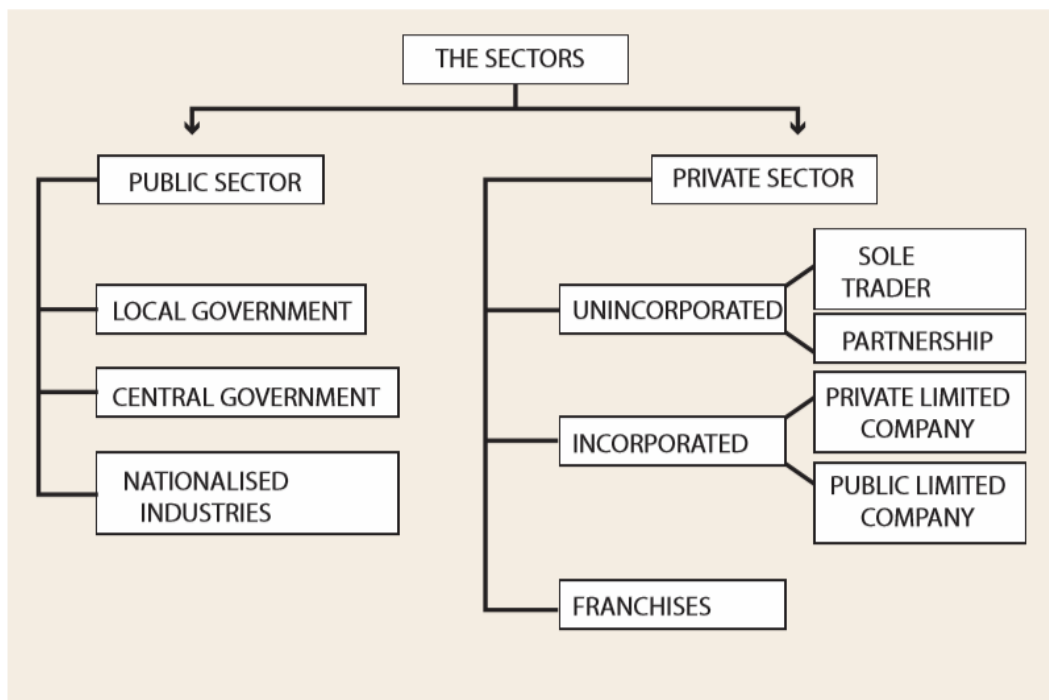 THE SECTORS
PUBLIC SECTOR
LOCAL GOVERNMENT
CENTRAL GOVERNMENT
NATIONALISED
INDUSTRIES
PRIVATE SECTOR
UNINCORPORATED
SOLE
TRADER
PARTNERSHIP
INCORPORATED
PRIVATE LIMITED
COMPANY
PUBLIC LIMITED
COMPANY
FRANCHISES